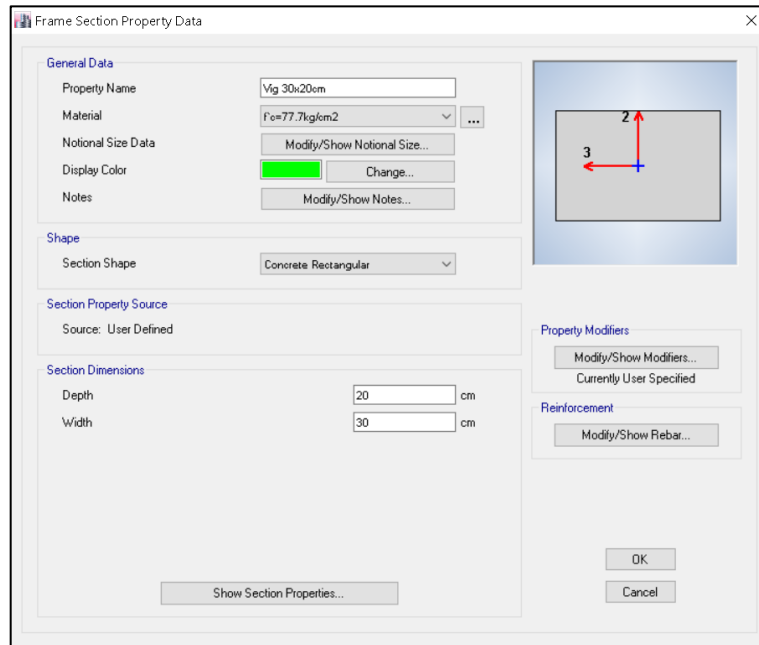 Frame Section Property Data
General Data
Property Name Vig 30x20cm
Material f'c=77.7kg/cm2 ...
Notional Size Data Modify/Show Notional Size...
Display Color Change...
Notes Modify/Show Notes...
Shape
Section Shape Concrete Rectangular
Section Property Source
Source: User Defined
Section Dimensions
Depth 20 cm
Width 30 cm
Show Section Properties...
2
3
Property Modifiers
Modify/Show Modifiers...
Currently User Specified
Reinforcement
Modify/Show Rebar...
OK
Cancel